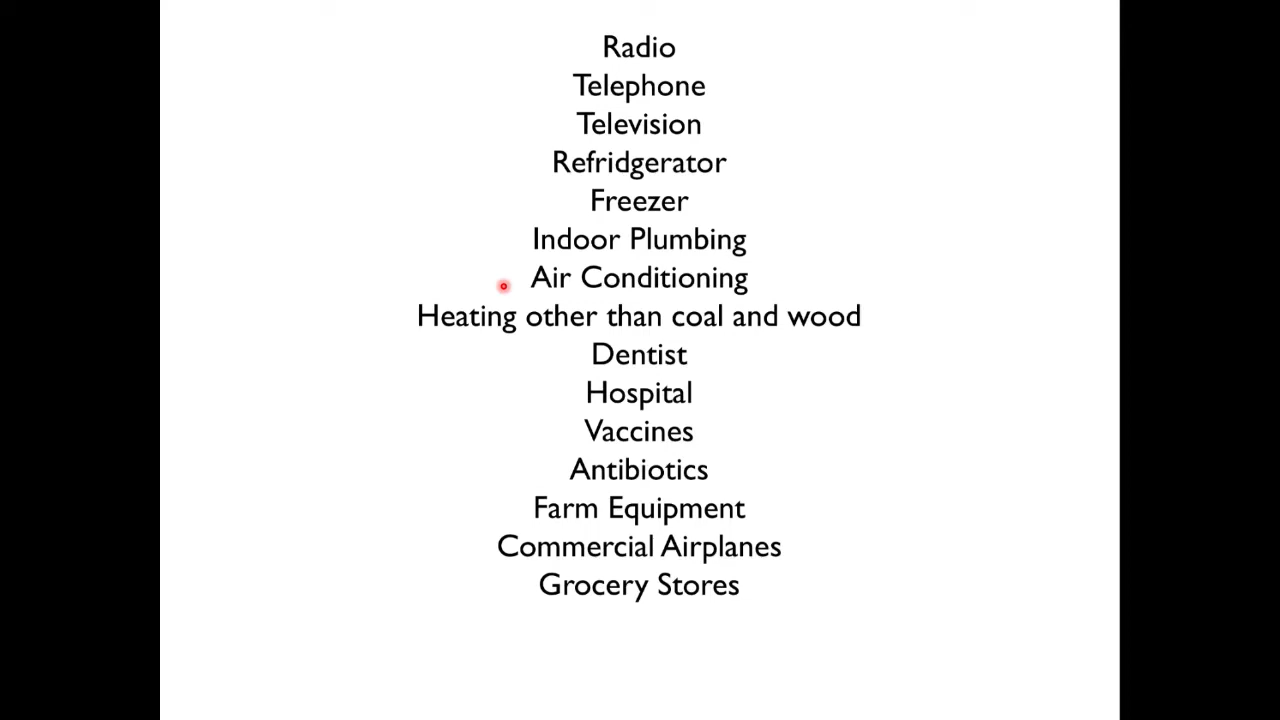 Radio
Telephone
Television
Refridgerator
Freezer
Indoor Plumbing
Air Conditioning
Heating other than coal and wood
Dentist
Hospital
Vaccines
Antibiotics
Farm Equipment
Commercial Airplanes
Grocery Stores